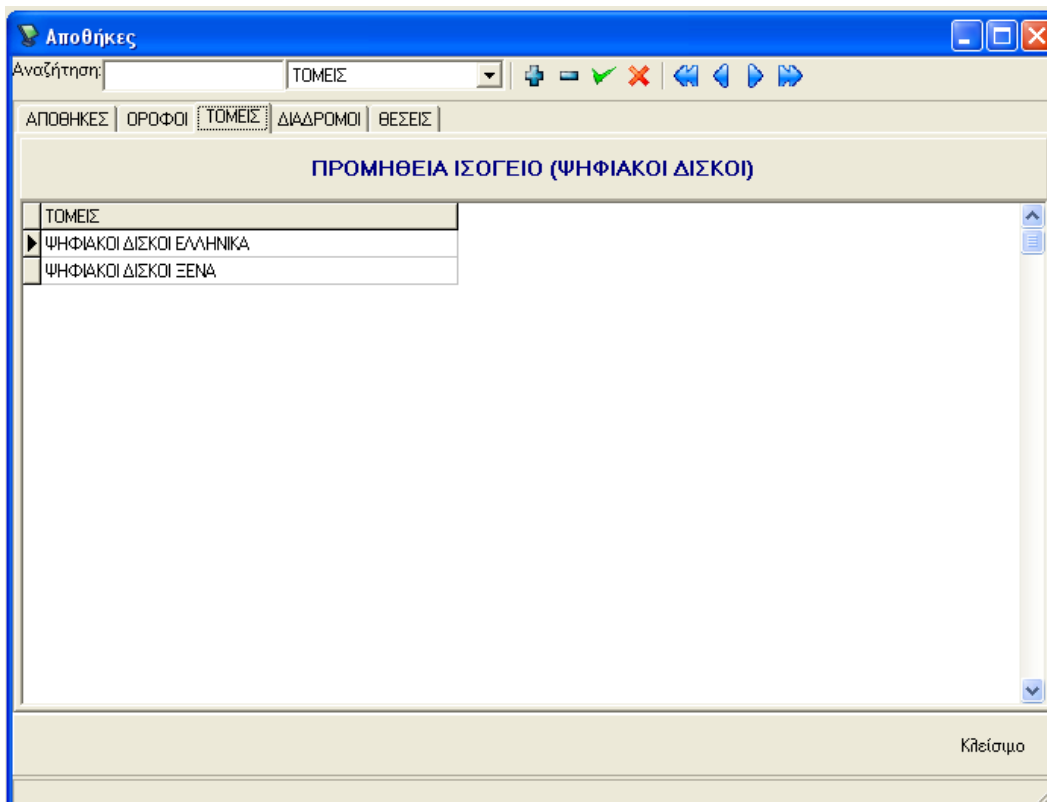 Αποθήκες
Αναζήτηση: ΤΟΜΕΙΣ
ΑΠΟΘΗΚΕΣ ΟΡΟΦΟΙ ΤΟΜΕΙΣ ΔΙΑΔΡΟΜΟΙ ΘΕΣΕΙΣ
ΠΡΟΜΗΘΕΙΑ ΙΣΟΓΕΙΟ (ΨΗΦΙΑΚΟΙ ΔΙΣΚΟΙ)
ΤΟΜΕΙΣ
ΨΗΦΙΑΚΟΙ ΔΙΣΚΟΙ ΕΛΛΗΝΙΚΑ
ΨΗΦΙΑΚΟΙ ΔΙΣΚΟΙ ΞΕΝΑ
Κλείσιμο